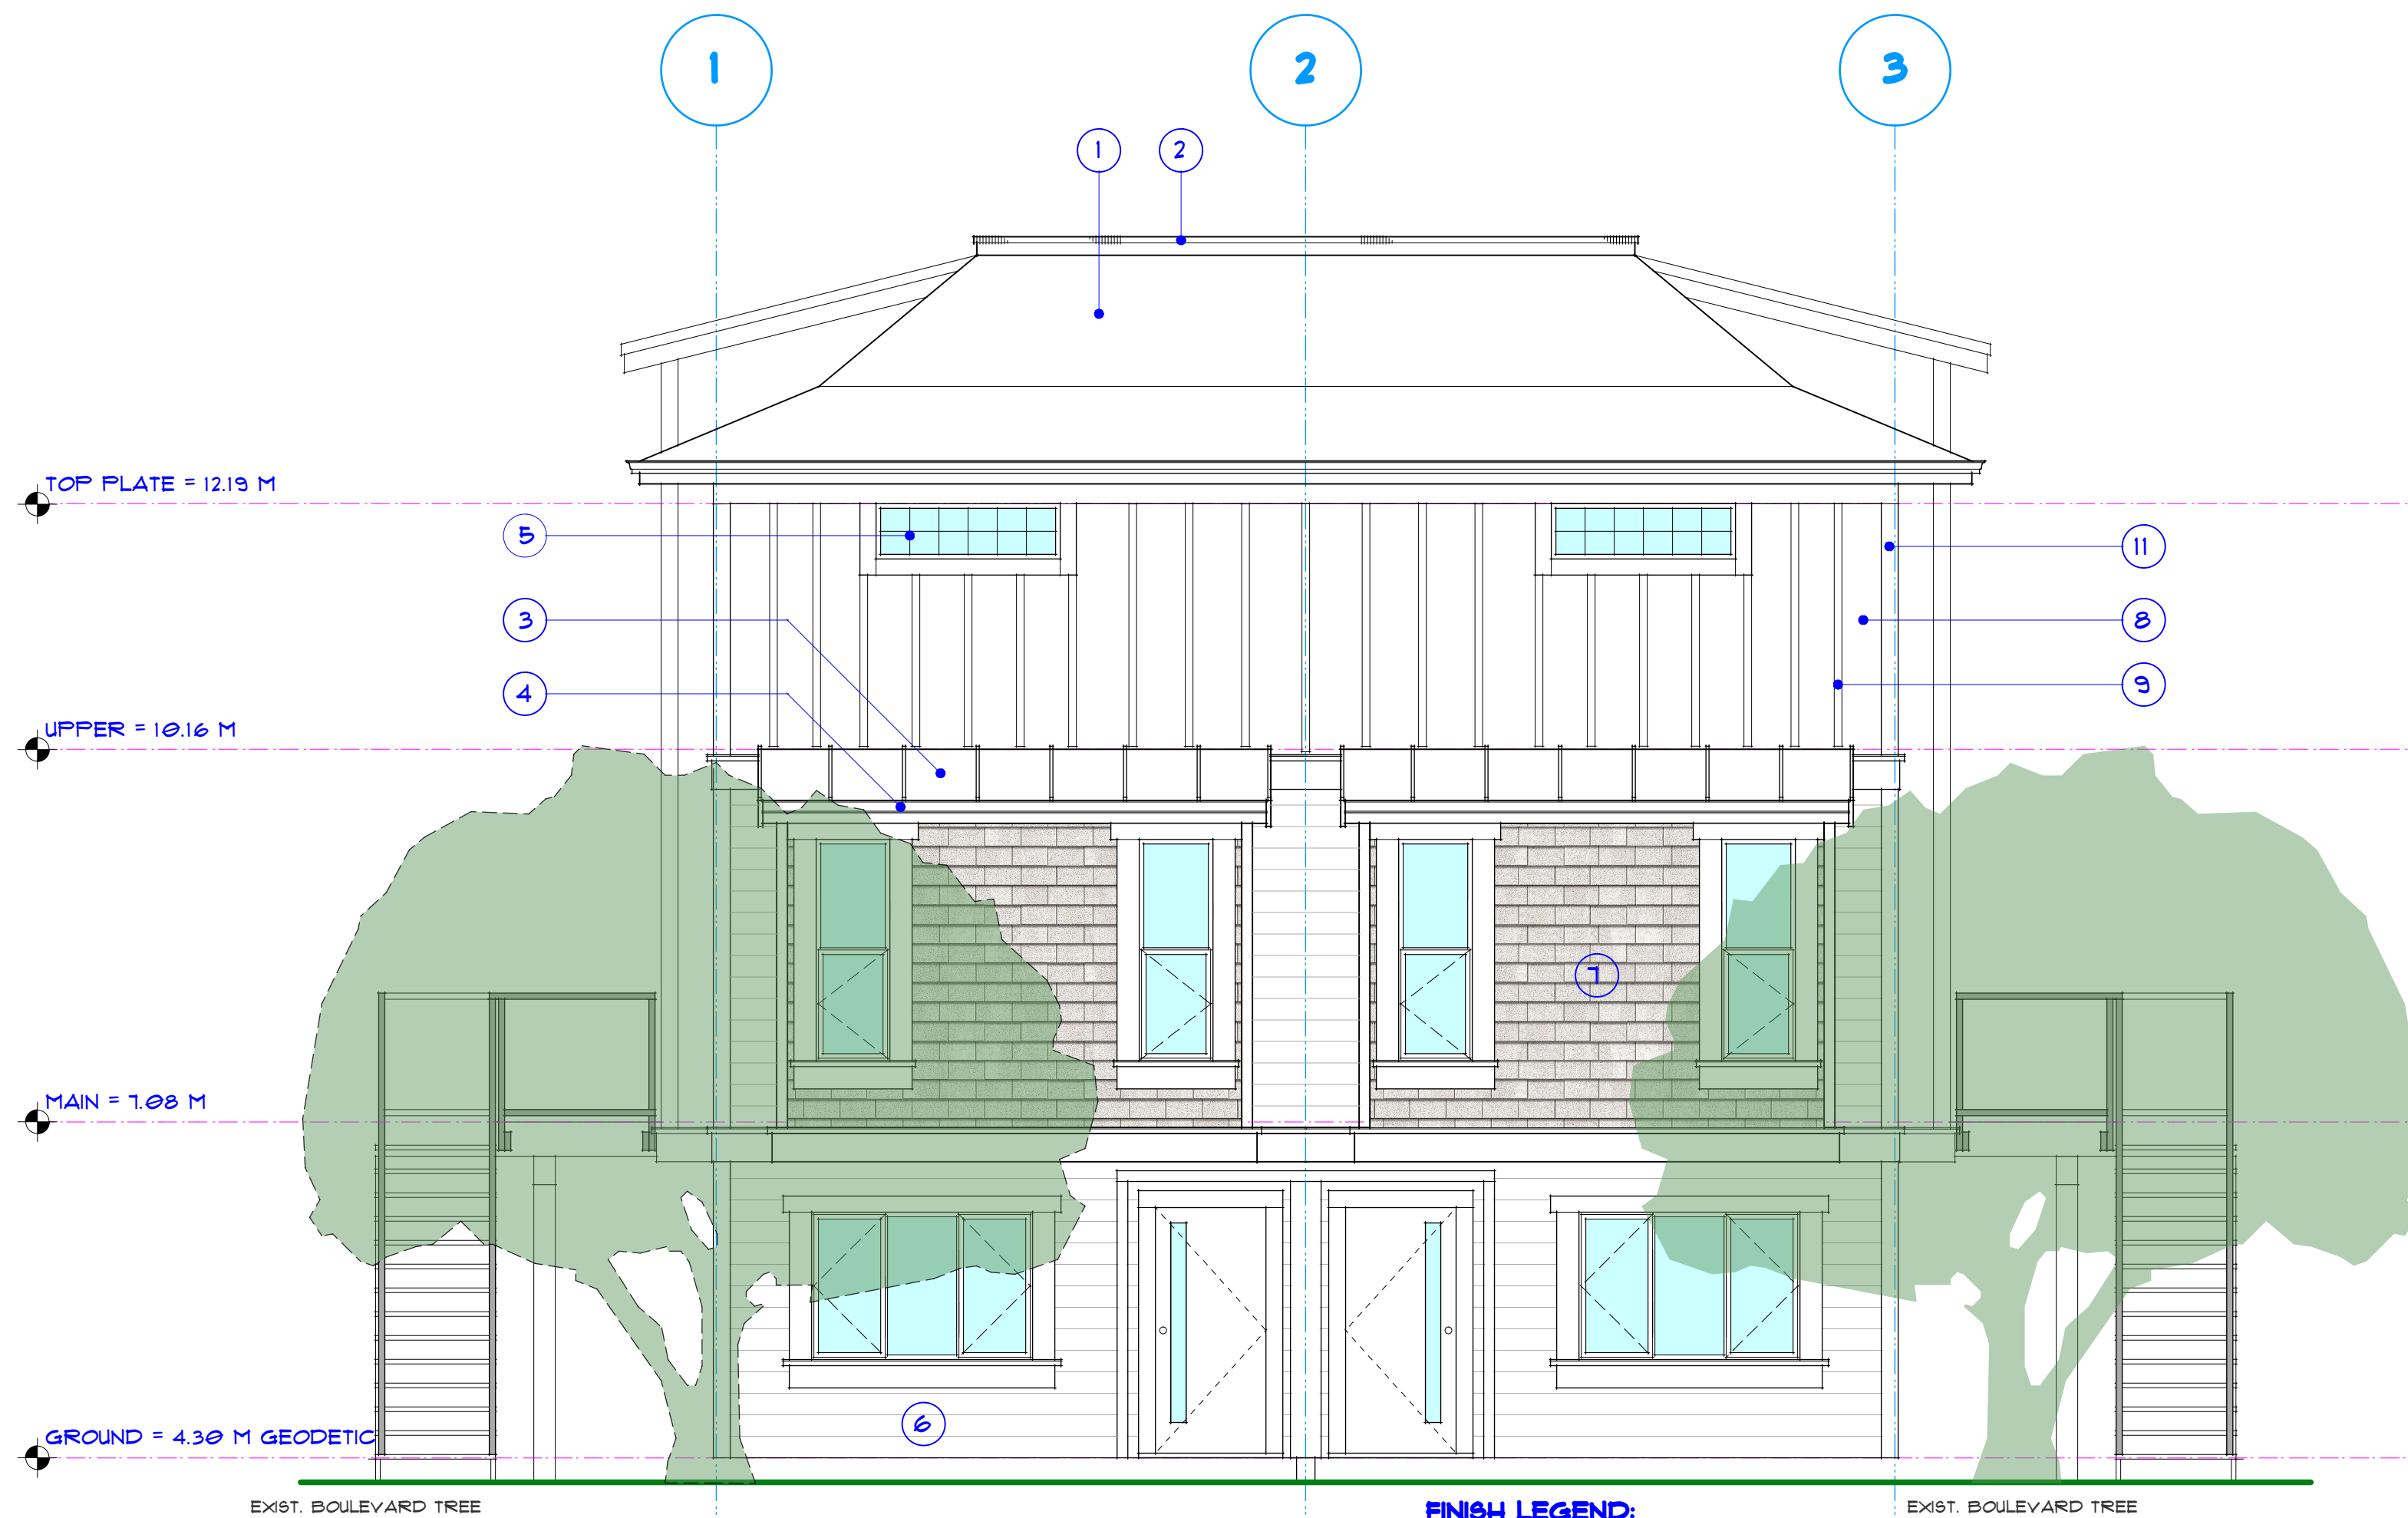 1 2 3
1 2
TOP PLATE = 12.19 M
5 11
3 8
4 9
UPPER = 10.16 M
7
MAIN = 7.08 M
6
GROUND = 4.30 M GEODETIC
EXIST. BOULEVARD TREE
FINISH LEGEND:
EXIST. BOULEVARD TREE